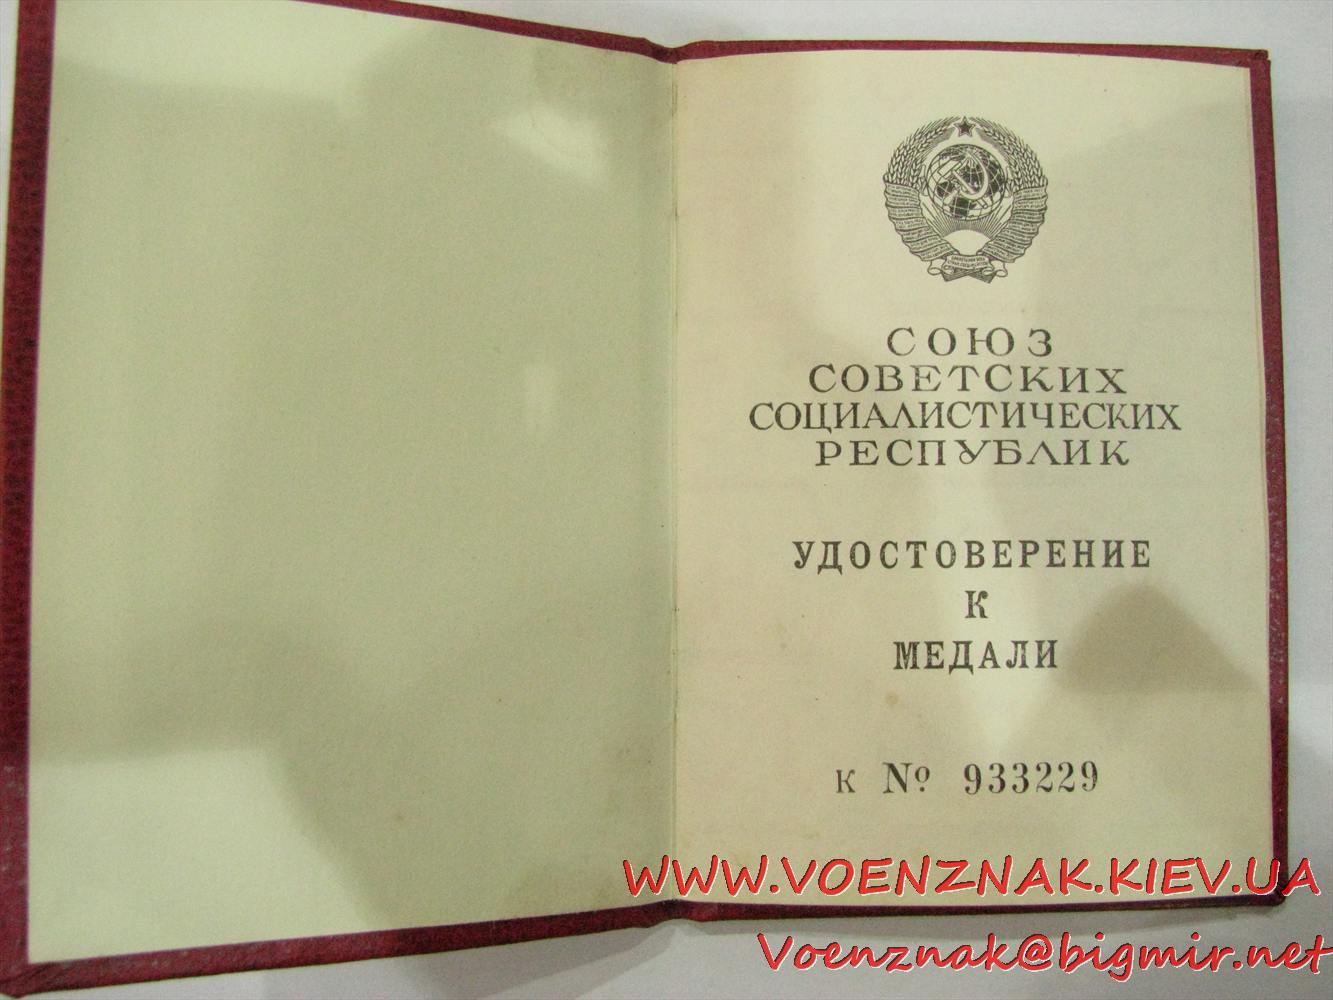 СОЮЗ
СОВЕТСКИХ
СОЦИАЛИСТИЧЕСКИХ
РЕСПУБЛИК
УДОСТОВЕРЕНИЕ
К
МЕДАЛИ
К № 933229
WWW.VOENZNAK.KIEV.UA
Voenznak@bigmir.net